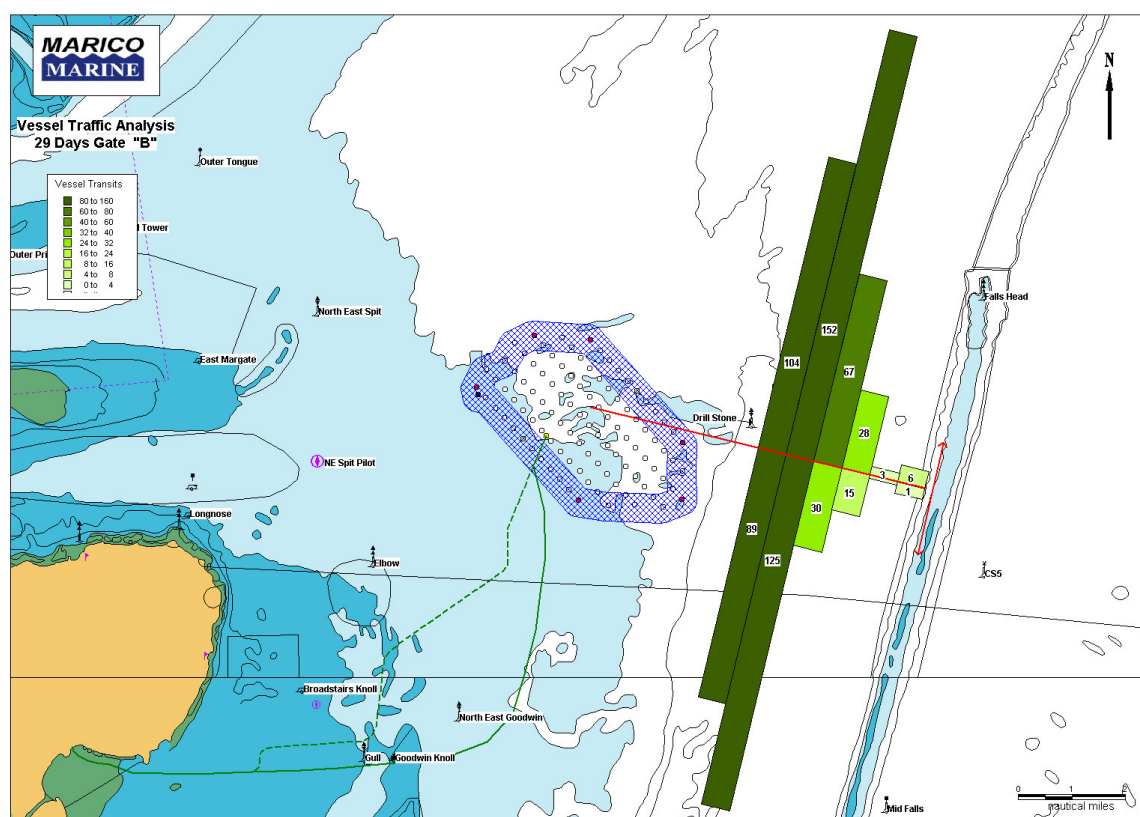 MARICO
MARINE
N
Vessel Traffic Analysis
29 Days Gate "B"
Outer Tongue
Vessel Transits
80 to 160
60 to 80
40 to 60
32 to 40
24 to 32
16 to 24
8 to 16
4 to 8
0 to 4
Tower
Outer Pri
North East Spit
Falls Head
East Margate
152
104
67
Drill Stone
28
NE Spit Pilot
3
6
1
15
Longnose
30
89
125
Elbow
CS5
Broadstairs Knoll
North East Goodwin
Gull
Goodwin Knoll
0 1 2
nautical miles
Mid Falls